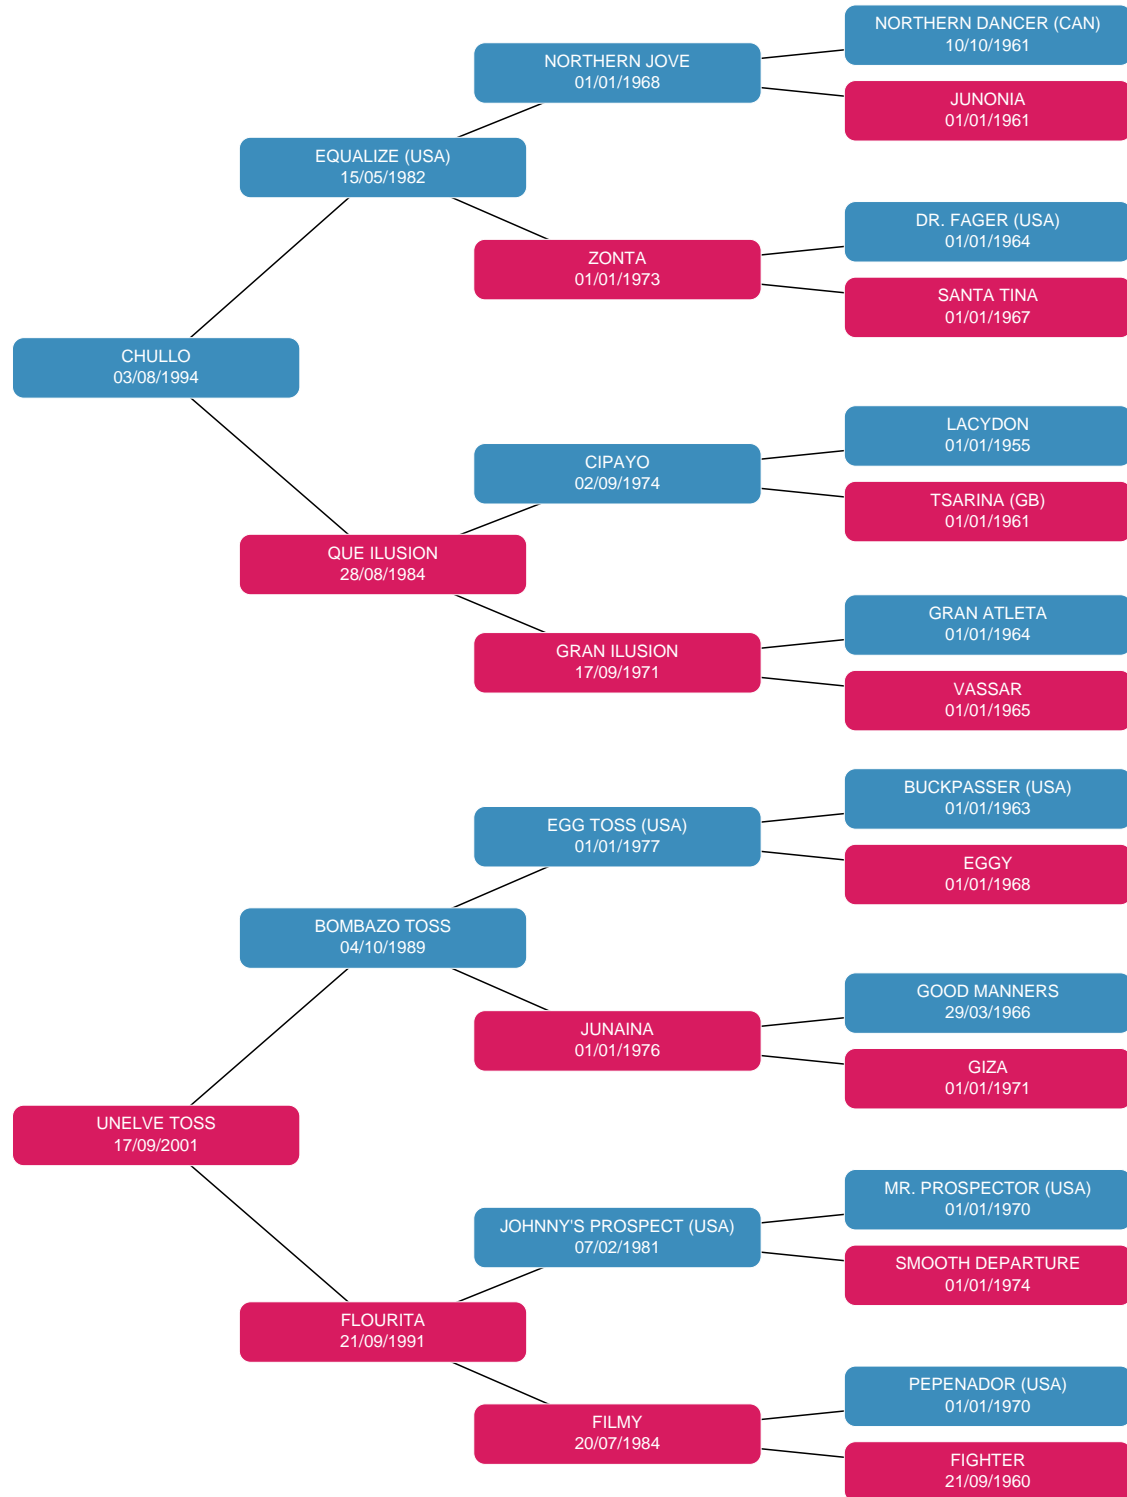 NORTHERN DANCER (CAN)
10/10/1961
NORTHERN JOVE
01/01/1968
JUNONIA
01/01/1961
EQUALIZE (USA)
15/05/1982
DR. FAGER (USA)
01/01/1964
ZONTA
01/01/1973
SANTA TINA
01/01/1967
CHULLO
03/08/1994
LACYDON
01/01/1955
CIPAYO
02/09/1974
TSARINA (GB)
01/01/1961
QUE ILUSION
28/08/1984
GRAN ATLETA
01/01/1964
GRAN ILUSION
17/09/1971
VASSAR
01/01/1965
BUCKPASSER (USA)
01/01/1963
EGG TOSS (USA)
01/01/1977
EGGY
01/01/1968
BOMBAZO TOSS
04/10/1989
GOOD MANNERS
29/03/1966
JUNAINA
01/01/1976
GIZA
01/01/1971
UNELVE TOSS
17/09/2001
MR. PROSPECTOR (USA)
01/01/1970
JOHNNY'S PROSPECT (USA)
07/02/1981
SMOOTH DEPARTURE
01/01/1974
FLOURITA
21/09/1991
PEPENADOR (USA)
01/01/1970
FILMY
20/07/1984
FIGHTER
21/09/1960